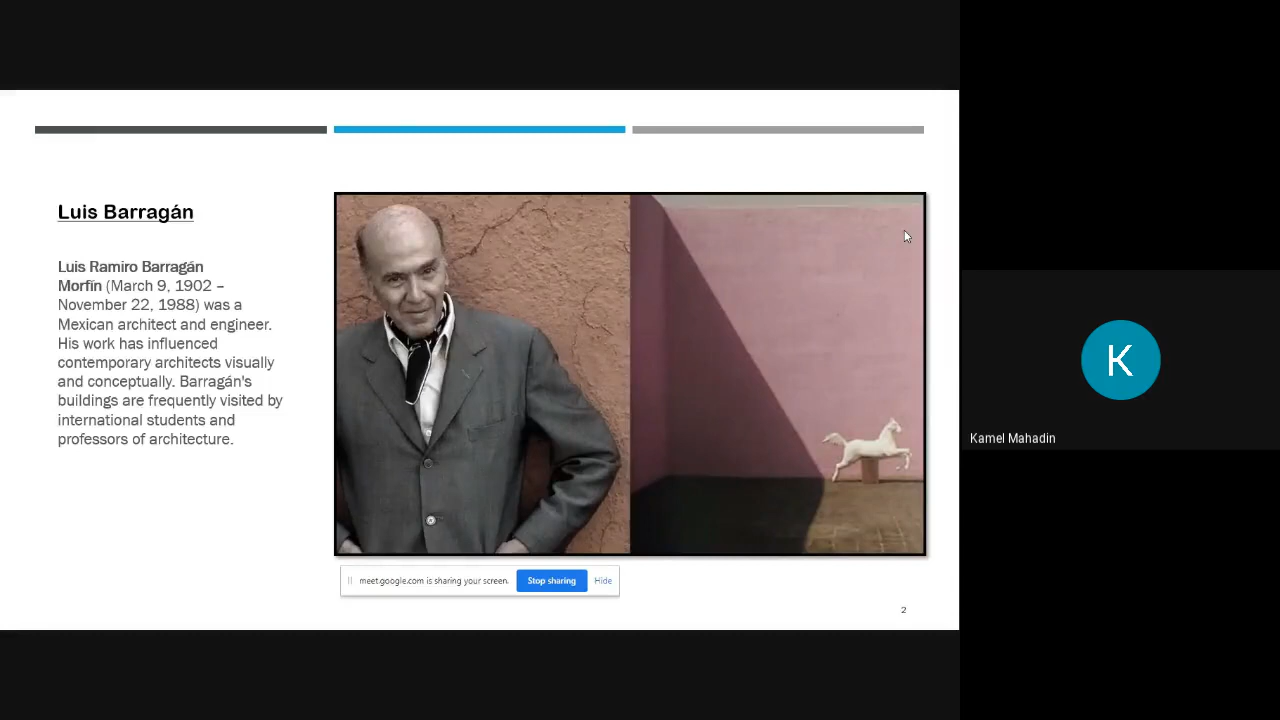 Luis Barragán
Luis Ramiro Barragán
Morfín (March 9, 1902 –
November 22, 1988) was a
Mexican architect and engineer.
His work has influenced
contemporary architects visually
and conceptually. Barragán's
buildings are frequently visited by
international students and
professors of architecture.
meet.google.com is sharing your screen.
Stop sharing
Hide
2
K
Kamel Mahadin